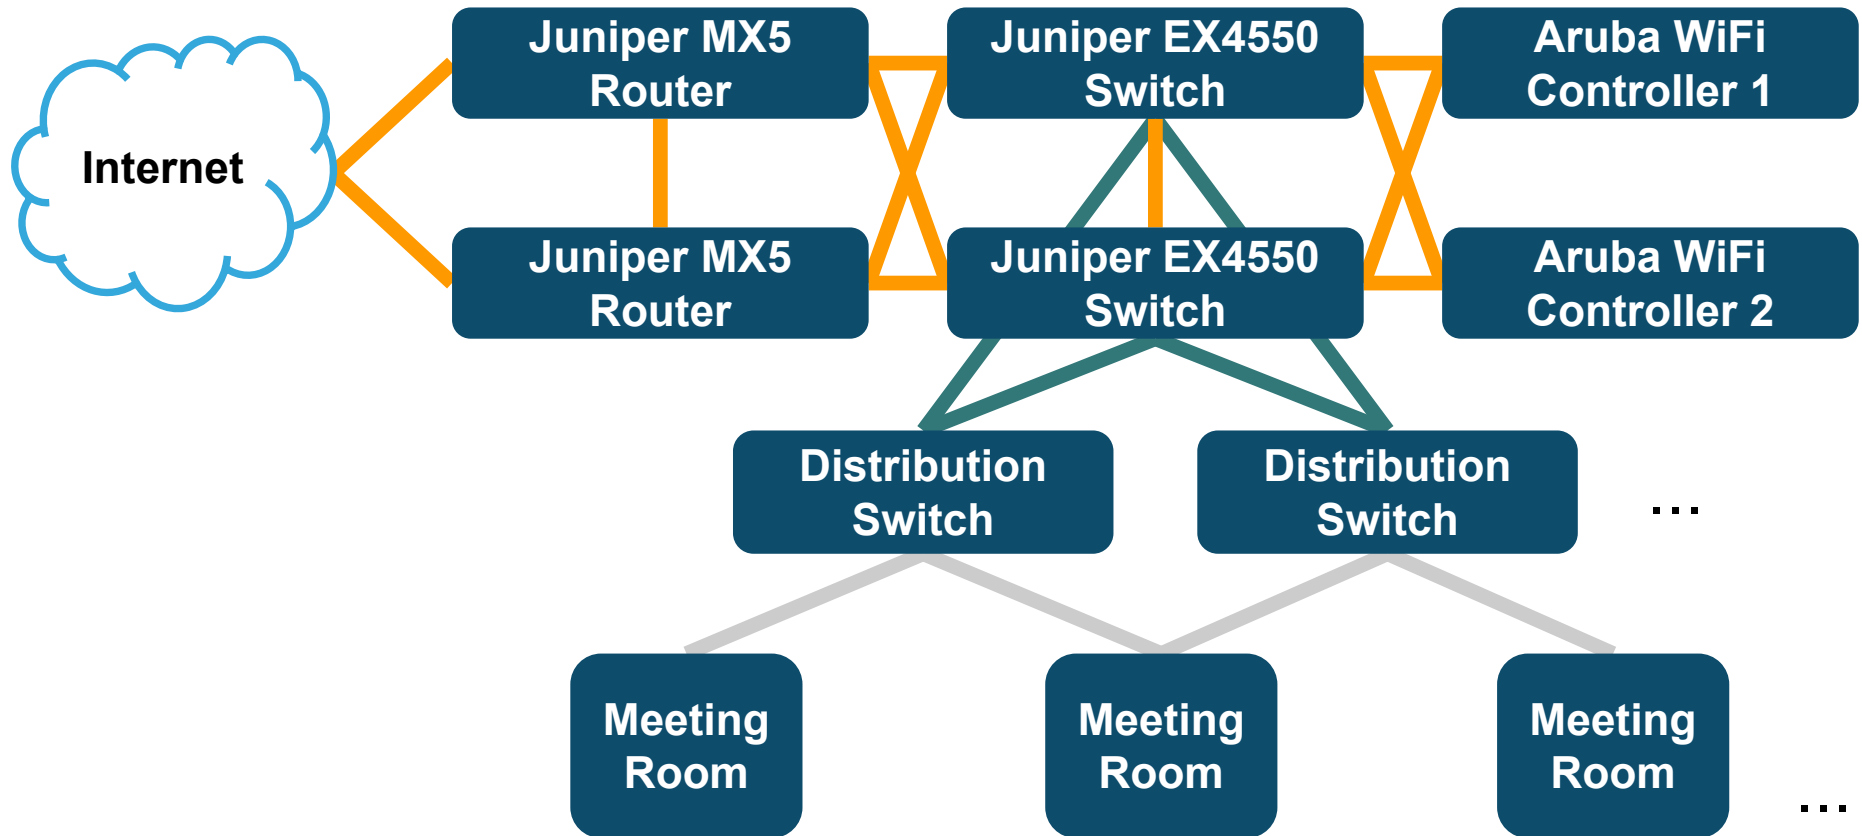 Internet
Juniper MX5
Router
Juniper EX4550
Switch
Aruba WiFi
Controller 1
Juniper MX5
Router
Juniper EX4550
Switch
Aruba WiFi
Controller 2
Distribution
Switch
Distribution
Switch
...
Meeting
Room
Meeting
Room
Meeting
Room
...